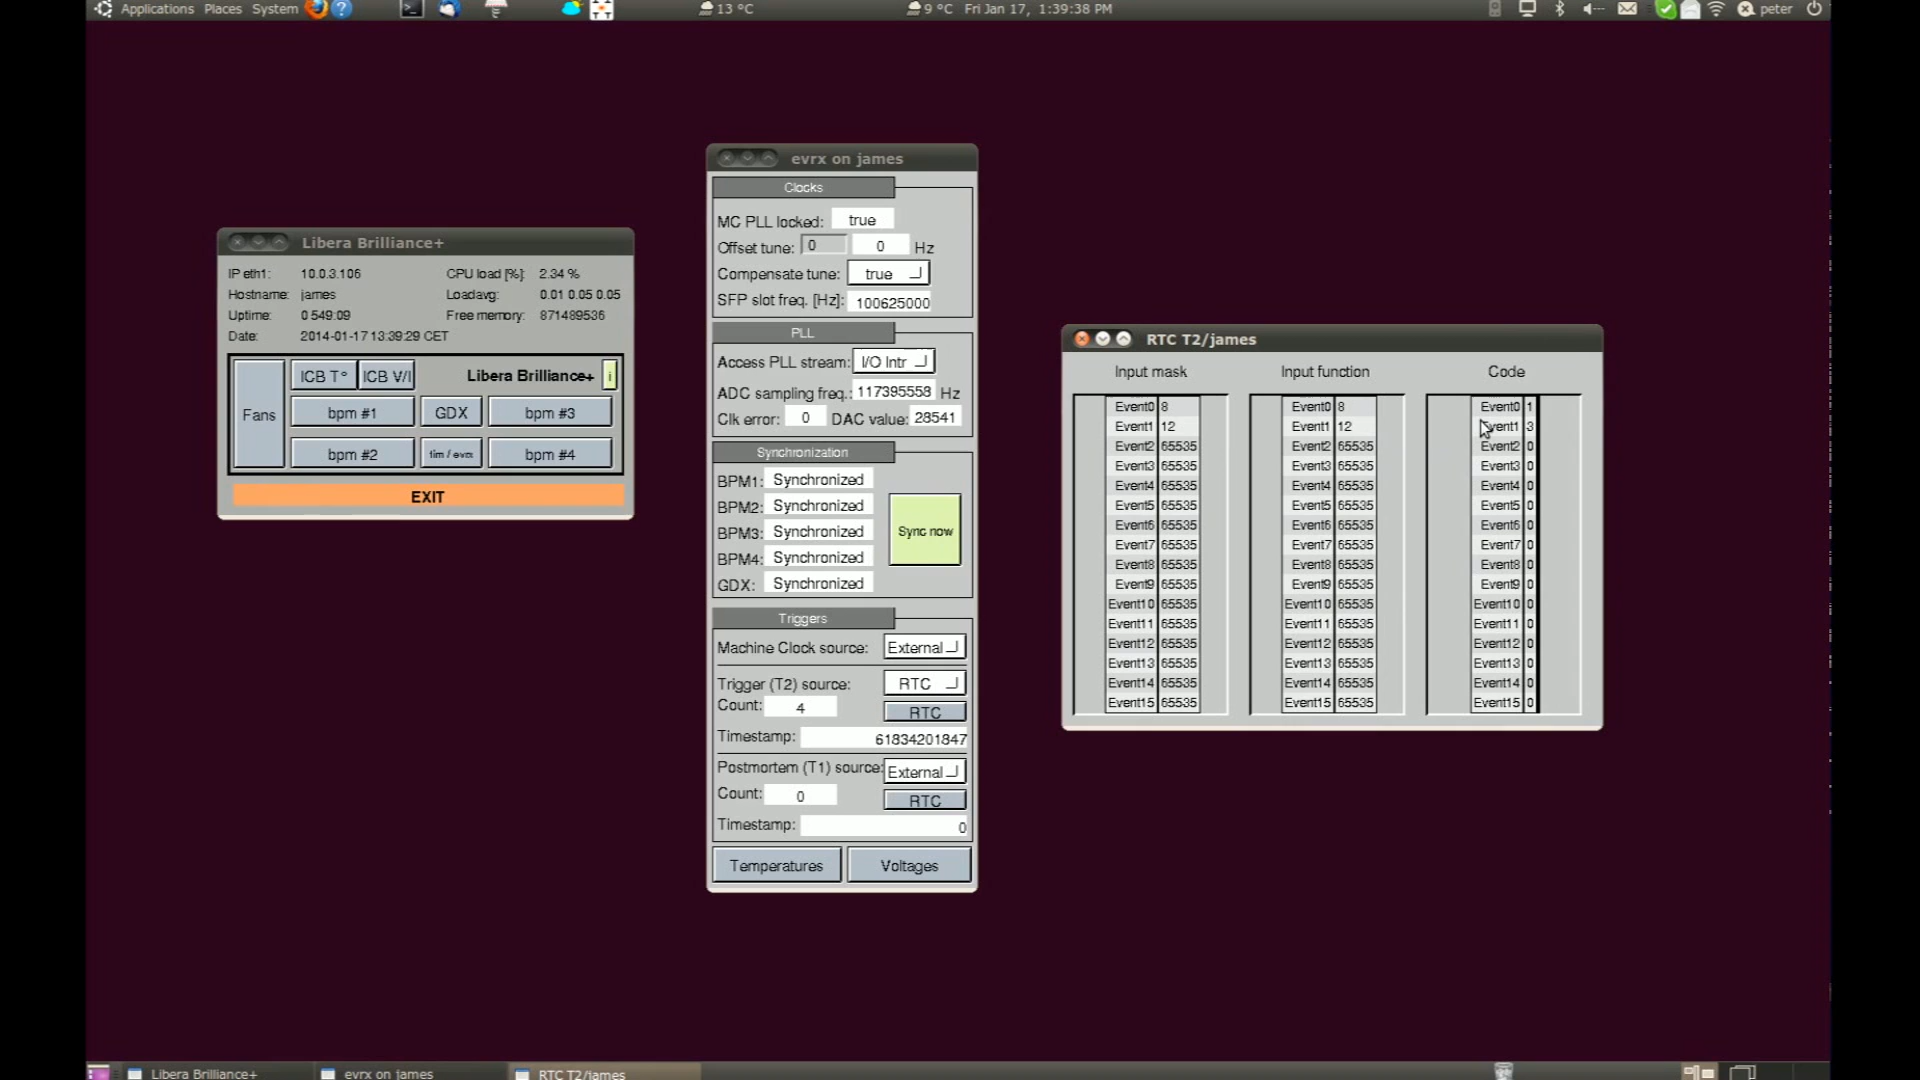 Applications Places System 13 °C 9 °C Fri Jan 17, 1:39:38 PM peter
Libera Brilliance+
IP eth1: 10.0.3.106 CPU load [%]: 2.34 %
Hostname: james Loadavg: 0.01 0.05 0.05
Uptime: 0 5:49:09 Free memory: 871489536
Date: 2014-01-17 13:39:29 CET
Fans
ICB T° ICB V/I Libera Brilliance+ i
bpm #1 GDX bpm #3
bpm #2 tim / evrx bpm #4
EXIT
evrx on james
Clocks
MC PLL locked: true
Offset tune: 0 0 Hz
Compensate tune: true
SFP slot freq. [Hz]: 100625000
PLL
Access PLL stream: I/O Intr
ADC sampling freq.: 117395558 Hz
Clk error: 0 DAC value: 28541
Synchronization
BPM1: Synchronized
BPM2: Synchronized
BPM3: Synchronized
BPM4: Synchronized
GDX: Synchronized
Sync now
Triggers
Machine Clock source: External
Trigger (T2) source: RTC
Count: 4 RTC
Timestamp: 61834201847
Postmortem (T1) source: External
Count: 0 RTC
Timestamp: 0
Temperatures Voltages
RTC T2/james
Input mask Input function Code
Event0 8 Event0 8 Event0 1
Event1 12 Event1 12 Event1 3
Event2 65535 Event2 65535 Event2 0
Event3 65535 Event3 65535 Event3 0
Event4 65535 Event4 65535 Event4 0
Event5 65535 Event5 65535 Event5 0
Event6 65535 Event6 65535 Event6 0
Event7 65535 Event7 65535 Event7 0
Event8 65535 Event8 65535 Event8 0
Event9 65535 Event9 65535 Event9 0
Event10 65535 Event10 65535 Event10 0
Event11 65535 Event11 65535 Event11 0
Event12 65535 Event12 65535 Event12 0
Event13 65535 Event13 65535 Event13 0
Event14 65535 Event14 65535 Event14 0
Event15 65535 Event15 65535 Event15 0
Libera Brilliance+ evrx on james RTC T2/james